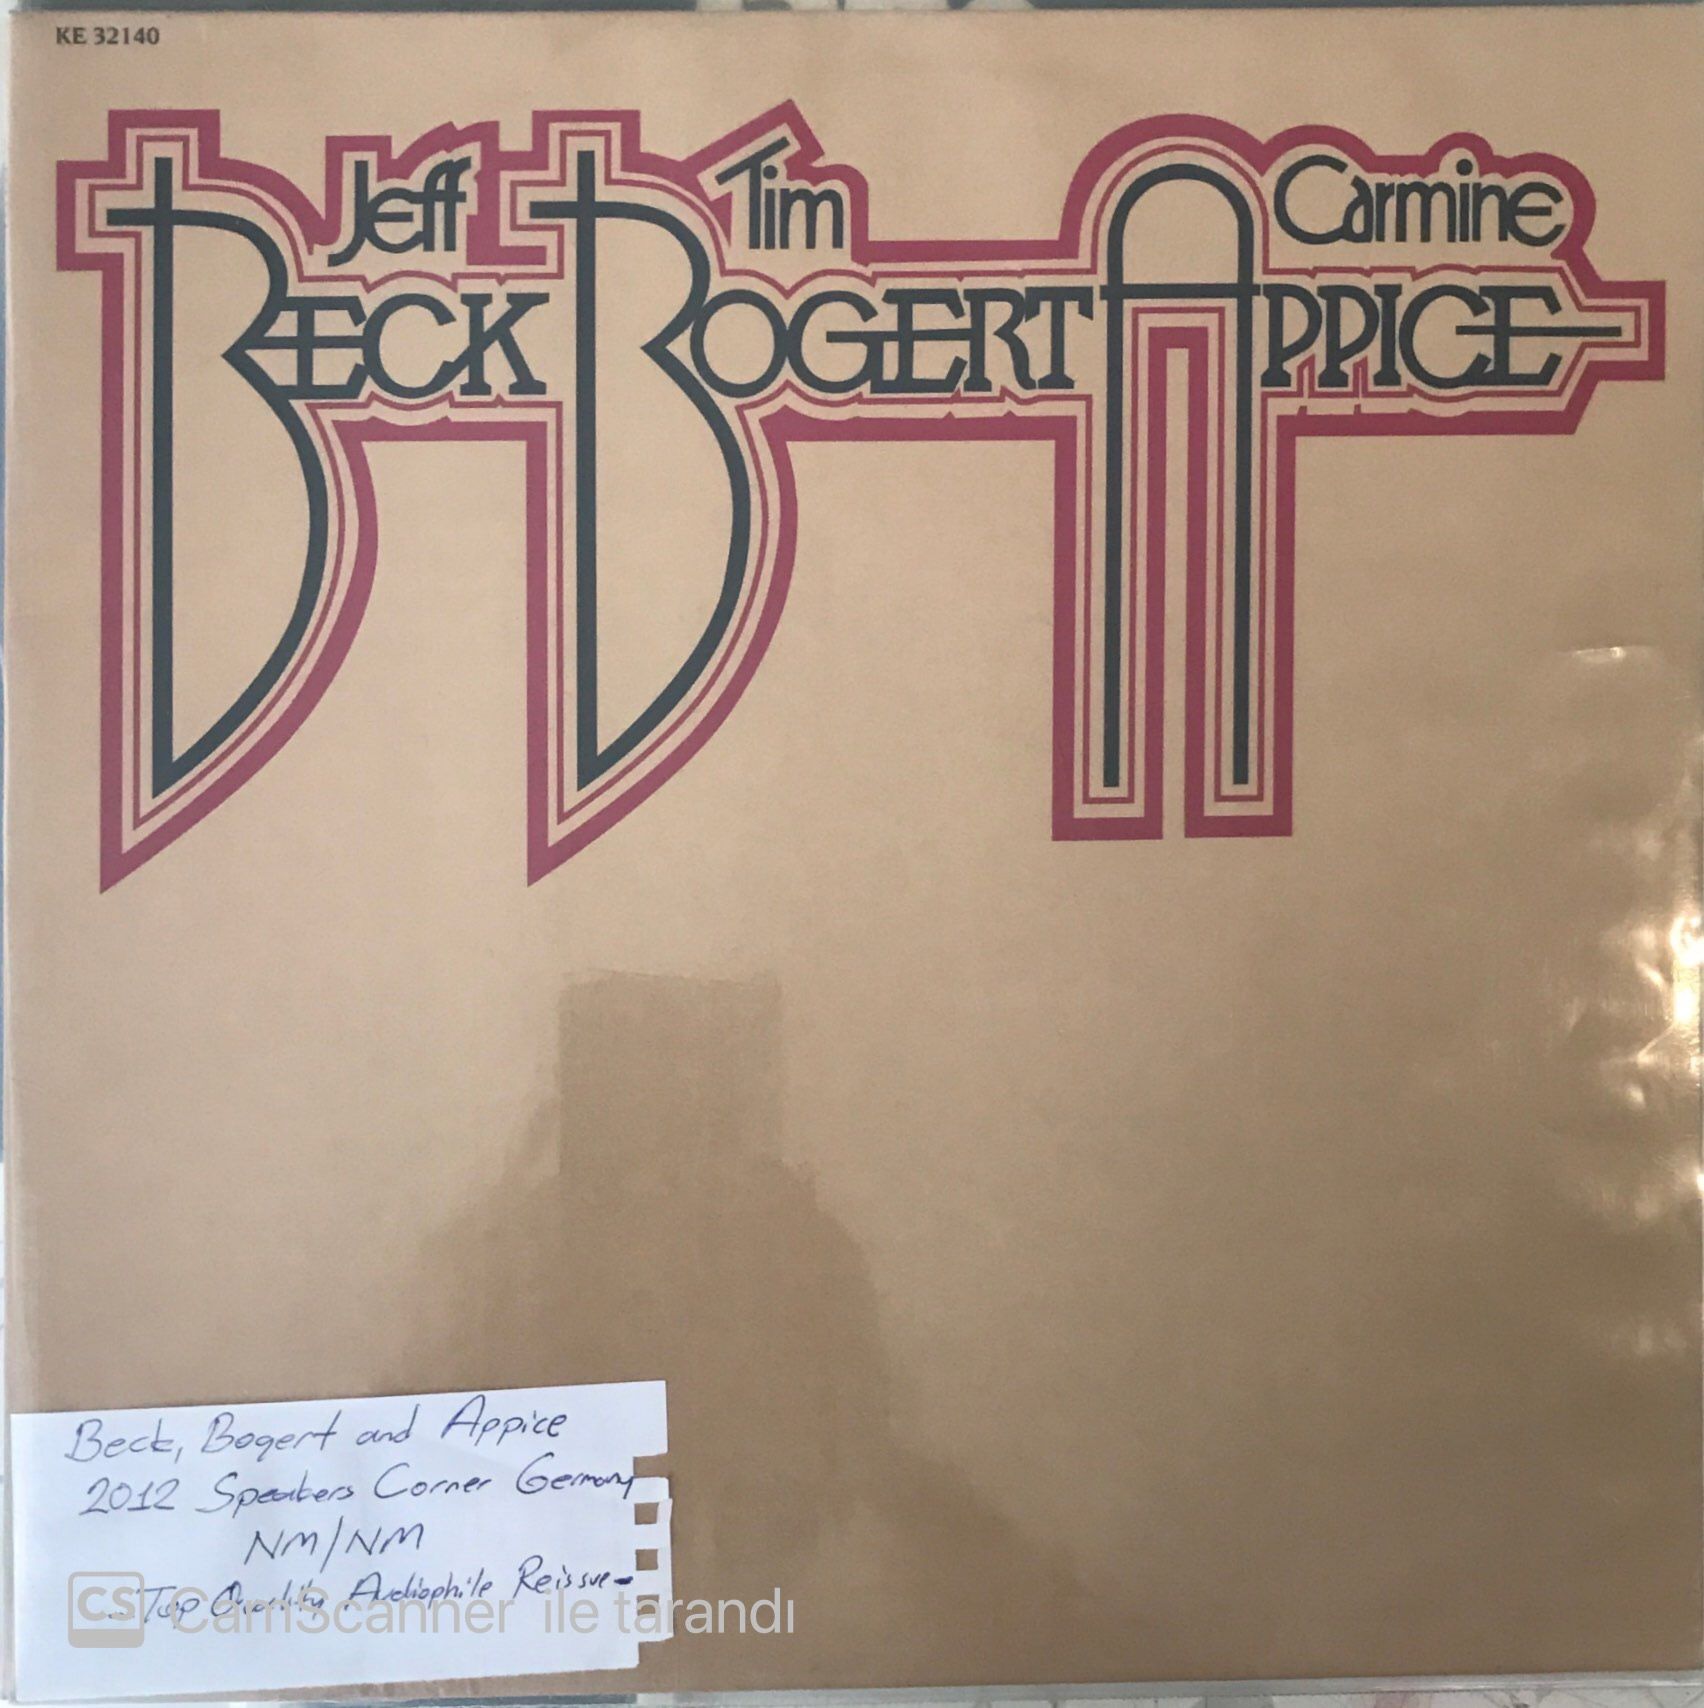 KE 32140
Jeff Tim Carmine
BECK BOGERT APPICE
Beck, Bogert and Appice
2012 Speakers Corner Germany
NM/NM
-Top Quality Audiophile Reissue-
CS CamScanner ile tarandı